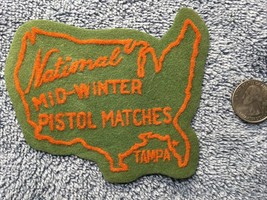 National
MID-WINTER
PISTOL MATCHES
TAMPA